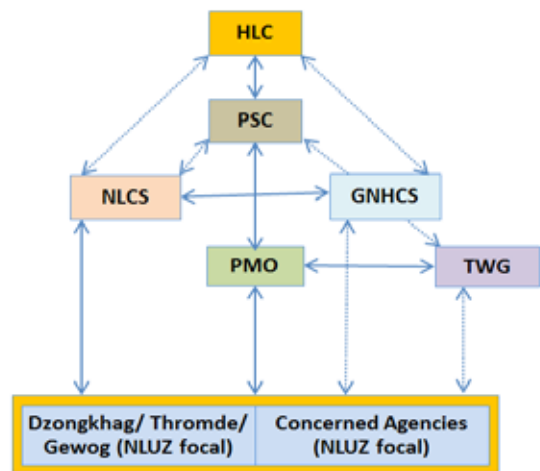 HLC
PSC
NLCS
GNHCS
PMO
TWG
Dzongkhag/ Thromde/
Gewog (NLUZ focal)
Concerned Agencies
(NLUZ focal)